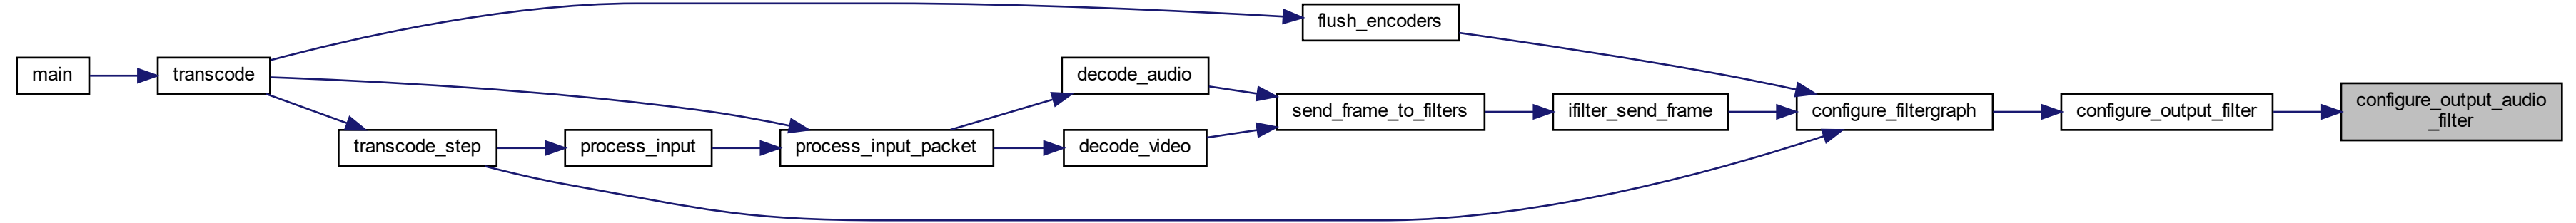 main
transcode
transcode_step
process_input
process_input_packet
decode_audio
decode_video
send_frame_to_filters
flush_encoders
ifilter_send_frame
configure_filtergraph
configure_output_filter
configure_output_audio
_filter